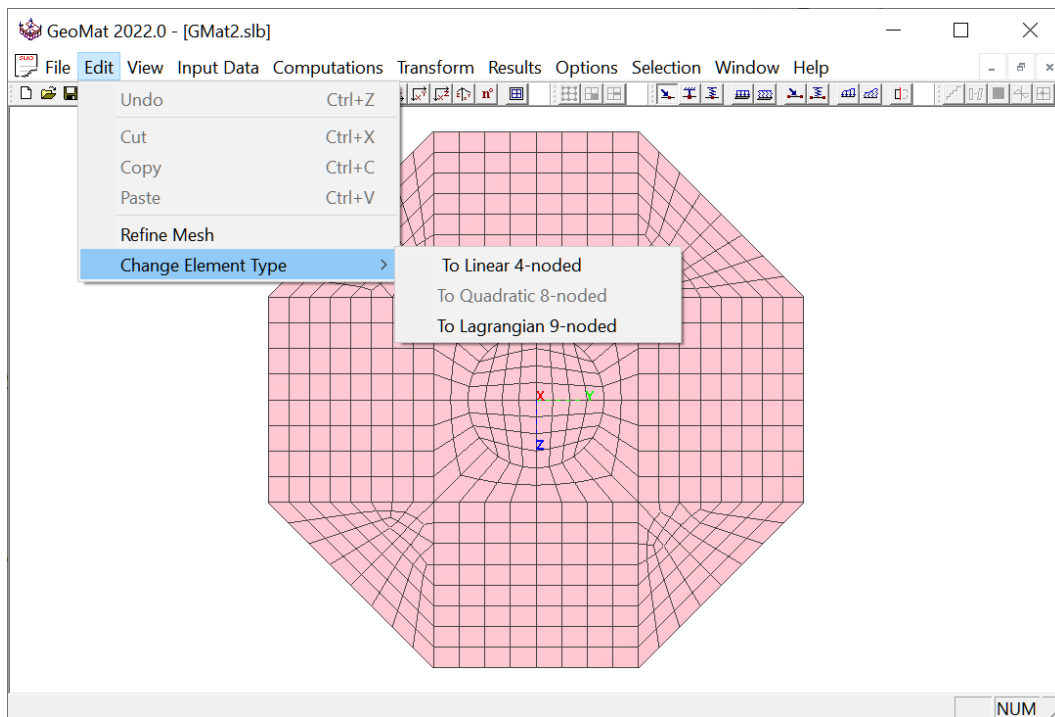 GeoMat 2022.0 - [GMat2.slb]
File Edit View Input Data Computations Transform Results Options Selection Window Help
n°
Undo Ctrl+Z
Cut Ctrl+X
Copy Ctrl+C
Paste Ctrl+V
Refine Mesh
Change Element Type
To Linear 4-noded
To Quadratic 8-noded
To Lagrangian 9-noded
X Y
Z
NUM